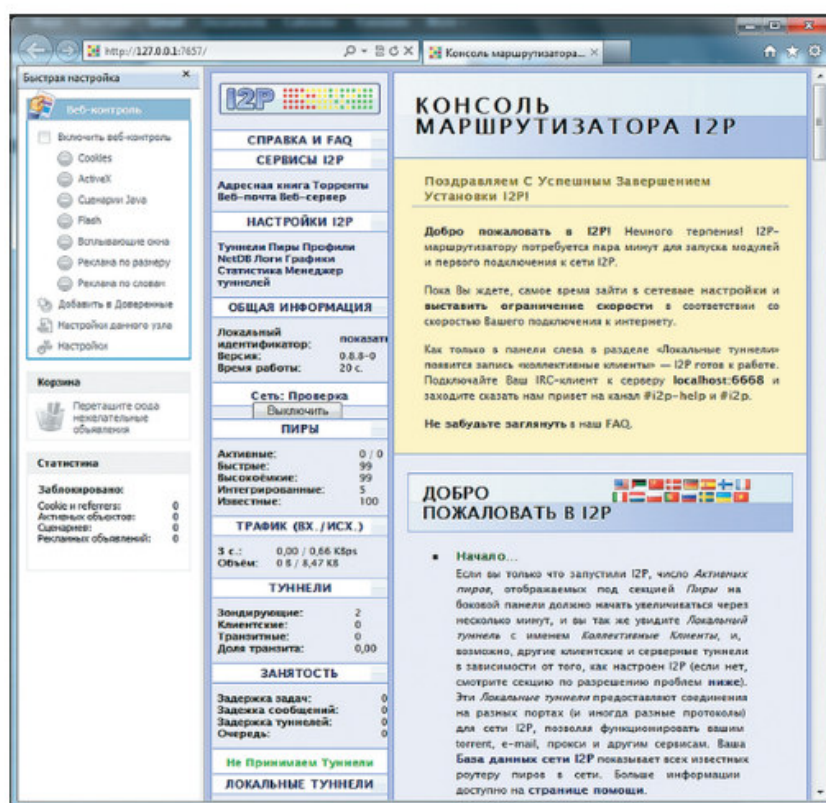 http://127.0.0.1:7657/
Консоль маршрутизатора...
Быстрая настройка
Веб-контроль
Включить веб-контроль
Cookies
ActiveX
Сценарии Java
Flash
Всплывающие окна
Реклама по размеру
Реклама по словам
Добавить в Доверенные
Настройки данного узла
Настройки
Корзина
Перетащите сюда
нежелательные
объявления
Статистика
Заблокировано:
Cookie и referrers: 0
Активных объектов: 0
Сценариев: 0
Рекламных объявлений: 0
I2P
СПРАВКА И FAQ
СЕРВИСЫ I2P
Адресная книга Торренты
Веб-почта Веб-сервер
НАСТРОЙКИ I2P
Туннели Пиры Профили
NetDB Логи Графики
Статистика Менеджер
туннелей
ОБЩАЯ ИНФОРМАЦИЯ
Локальный
идентификатор: показат
Версия: 0.8.8-0
Время работы: 20 с.
Сеть: Проверка
Выключить
ПИРЫ
Активные: 0 / 0
Быстрые: 99
Высокоёмкие: 99
Интегрированные: 5
Известные: 100
ТРАФИК (ВХ./ИСХ.)
3 с.: 0,00 / 0,66 KBps
Объём: 0 B / 8,47 KB
ТУННЕЛИ
Зондирующие: 2
Клиентские: 0
Транзитные: 0
Доля транзита: 0,00
ЗАНЯТОСТЬ
Задержка задач: 0
Задежка сообщений: 0
Задержка туннелей: 0
Очередь: 0
Не Принимаем Туннели
ЛОКАЛЬНЫЕ ТУННЕЛИ
КОНСОЛЬ
МАРШРУТИЗАТОРА I2P
Поздравляем С Успешным Завершением
Установки I2P!
Добро пожаловать в I2P! Немного терпения! I2P-
маршрутизатору потребуется пара минут для запуска модулей
и первого подключения к сети I2P.
Пока Вы ждете, самое время зайти в сетевые настройки и
выставить ограничение скорости в соответствии со
скоростью Вашего подключения к интернету.
Как только в панели слева в разделе «Локальные туннели»
появится запись «коллективные клиенты» — I2P готов к работе.
Подключайте Ваш IRC-клиент к серверу localhost:6668 и
заходите сказать нам привет на канал #i2p-help и #i2p.
Не забудьте заглянуть в наш FAQ.
ДОБРО
ПОЖАЛОВАТЬ В I2P
Начало...
Если вы только что запустили I2P, число Активных
пиров, отображаемых под секцией Пиры на
боковой панели должно начать увеличиваться через
несколько минут, и вы так же увидите Локальный
туннель с именем Коллективные Клиенты, и,
возможно, другие клиентские и серверные туннели
в зависимости от того, как настроен I2P (если нет,
смотрите секцию по разрешению проблем ниже).
Эти Локальные туннели предоставляют соединения
на разных портах (и иногда разные протоколы)
для сети I2P, позволяя функционировать вашим
torrent, e-mail, прокси и другим сервисам. Ваша
База данных сети I2P показывает всех известных
роутеру пиров в сети. Больше информации
доступно на странице помощи.